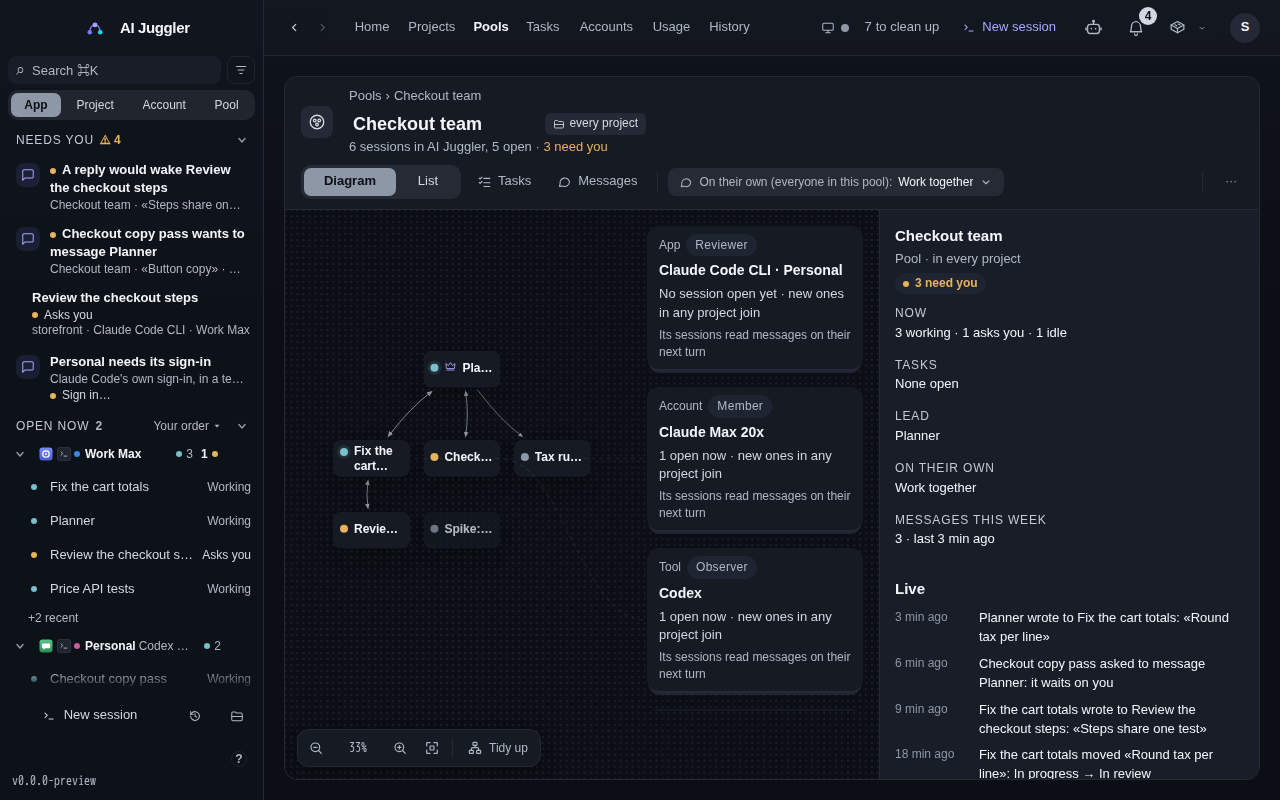 AI Juggler
Search ⌘K
App Project Account Pool
NEEDS YOU 4
A reply would wake Review the checkout steps
Checkout team · «Steps share on…
Checkout copy pass wants to message Planner
Checkout team · «Button copy» · …
Review the checkout steps
Asks you
storefront · Claude Code CLI · Work Max
Personal needs its sign-in
Claude Code's own sign-in, in a te…
Sign in…
OPEN NOW 2 Your order
Work Max 3 1
Fix the cart totals Working
Planner Working
Review the checkout s… Asks you
Price API tests Working
+2 recent
Personal Codex … 2
Checkout copy pass Working
New session
?
v0.0.0-preview
Home Projects Pools Tasks Accounts Usage History
7 to clean up
New session
4
S
Pools › Checkout team
Checkout team
every project
6 sessions in AI Juggler, 5 open · 3 need you
Diagram List Tasks Messages
On their own (everyone in this pool): Work together
…
Pla…
Fix the cart…
Check…
Tax ru…
Revie…
Spike:…
App Reviewer
Claude Code CLI · Personal
No session open yet · new ones
in any project join
Its sessions read messages on their
next turn
Account Member
Claude Max 20x
1 open now · new ones in any
project join
Its sessions read messages on their
next turn
Tool Observer
Codex
1 open now · new ones in any
project join
Its sessions read messages on their
next turn
33%
Tidy up
Checkout team
Pool · in every project
3 need you
NOW
3 working · 1 asks you · 1 idle
TASKS
None open
LEAD
Planner
ON THEIR OWN
Work together
MESSAGES THIS WEEK
3 · last 3 min ago
Live
3 min ago Planner wrote to Fix the cart totals: «Round
tax per line»
6 min ago Checkout copy pass asked to message
Planner: it waits on you
9 min ago Fix the cart totals wrote to Review the
checkout steps: «Steps share one test»
18 min ago Fix the cart totals moved «Round tax per
line»: In progress → In review